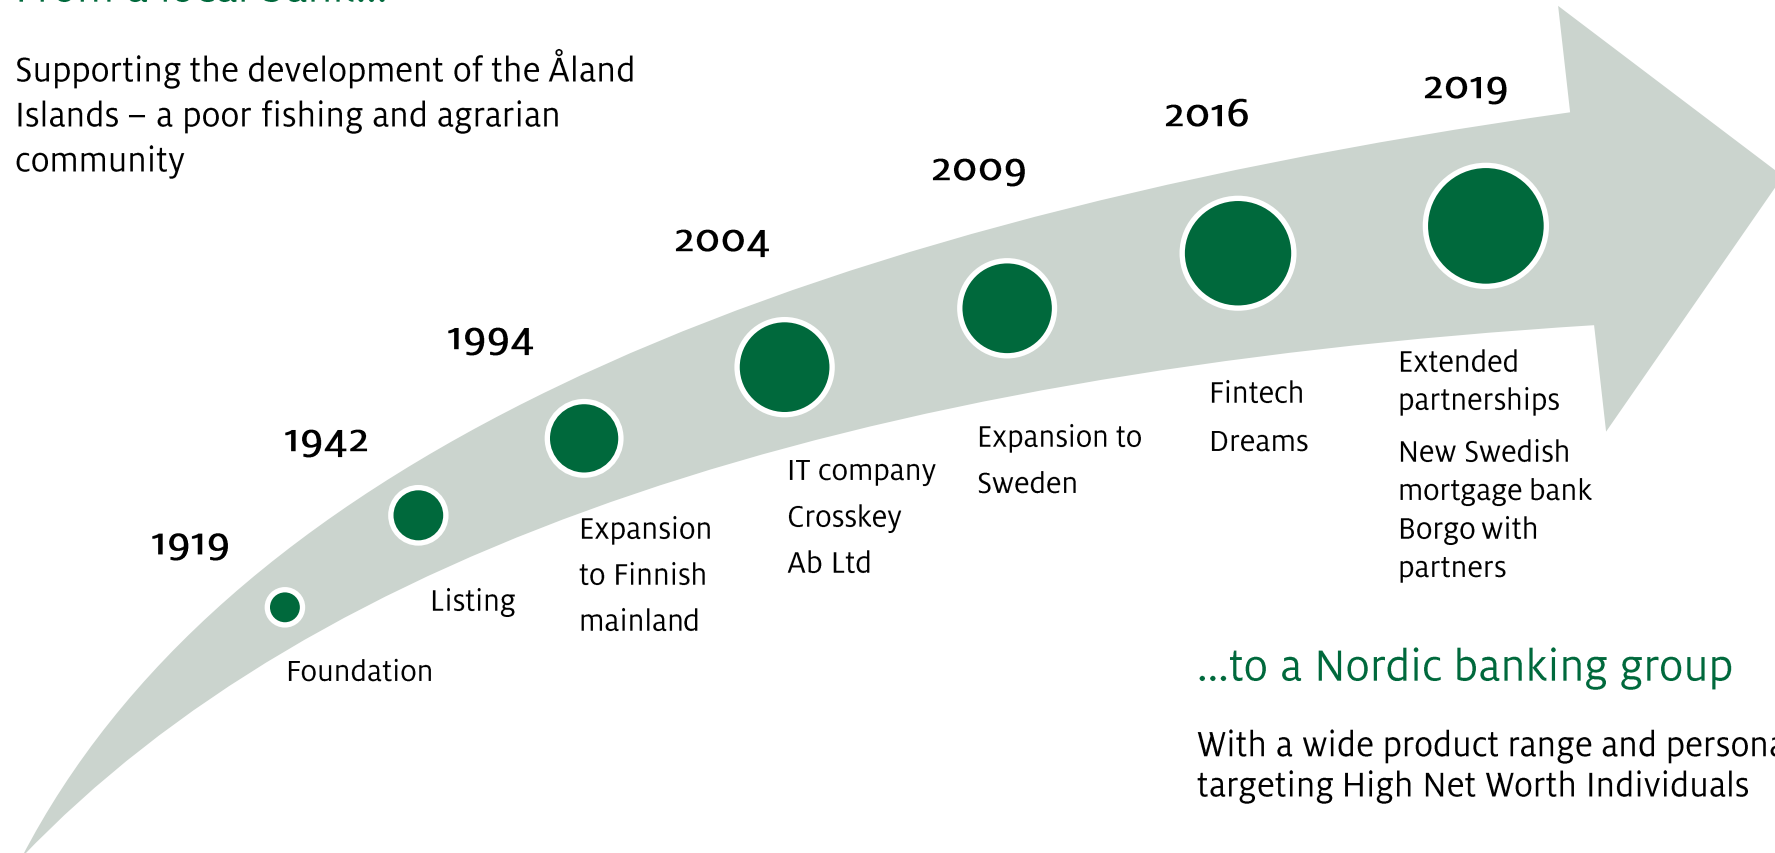 From a local bank...
Supporting the development of the Åland
Islands – a poor fishing and agrarian
community
1919
Foundation
1942
Listing
1994
Expansion
to Finnish
mainland
2004
IT company
Crosskey
Ab Ltd
2009
Expansion to
Sweden
2016
Fintech
Dreams
2019
Extended
partnerships
New Swedish
mortgage bank
Borgo with
partners
...to a Nordic banking group
With a wide product range and
targeting High Net Worth Individuals